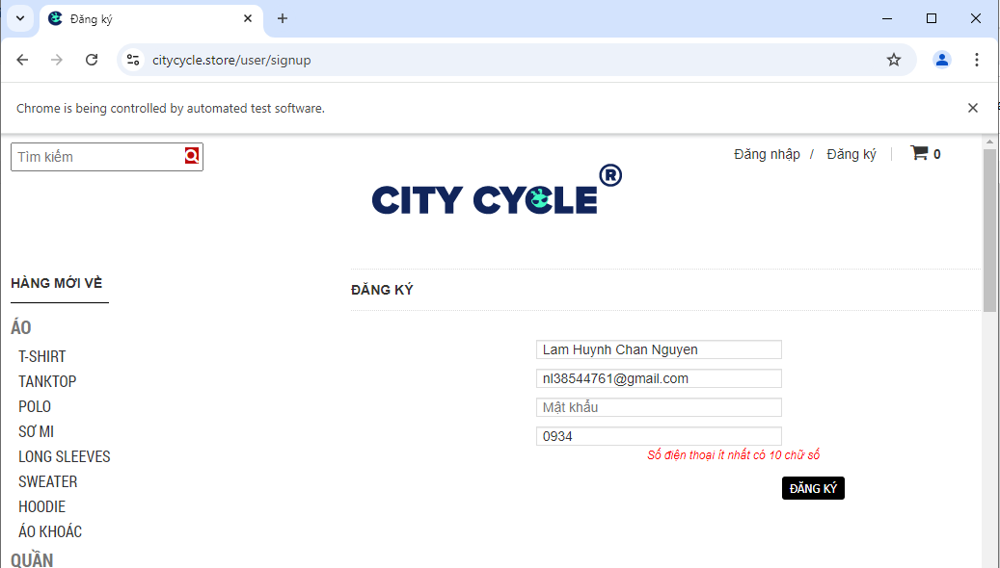 Đăng ký
citycycle.store/user/signup
Chrome is being controlled by automated test software.
Tìm kiếm
Đăng nhập / Đăng ký 0
CITY CYCLE ®
HÀNG MỚI VỀ
ÁO
T-SHIRT
TANKTOP
POLO
SƠ MI
LONG SLEEVES
SWEATER
HOODIE
ÁO KHOÁC
QUẦN
ĐĂNG KÝ
Lam Huynh Chan Nguyen
nl38544761@gmail.com
Mật khẩu
0934
Số điện thoại ít nhất có 10 chữ số
ĐĂNG KÝ